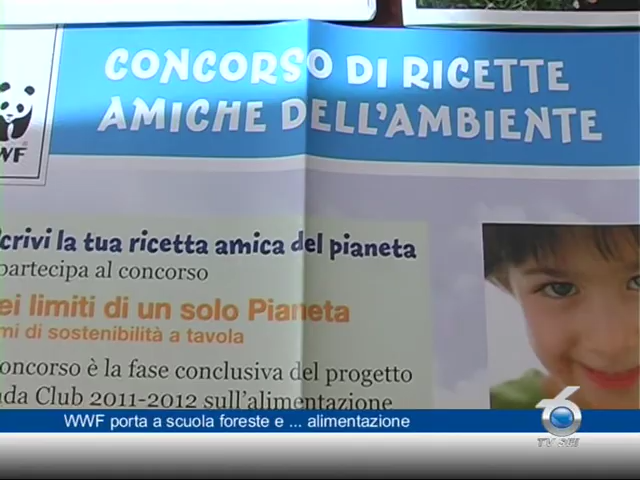 CONCORSO DI RICETTE
AMICHE DELL'AMBIENTE
WF
crivi la tua ricetta amica del pianeta
partecipa al concorso
ei limiti di un solo Pianeta
mi di sostenibilità a tavola
oncorso è la fase conclusiva del progetto
nda Club 2011-2012 sull'alimentazione
WWF porta a scuola foreste e ... alimentazione
6
TV SEI